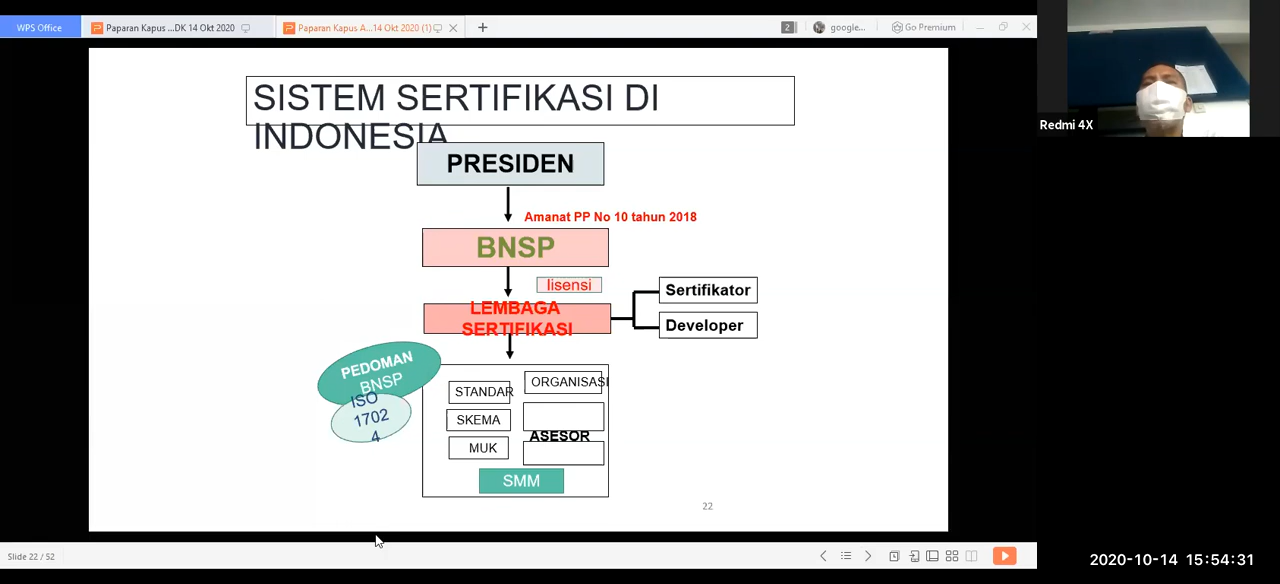 WPS Office
Paparan Kapus ...DK 14 Okt 2020
Paparan Kapus A...14 Okt 2020 (1)
2
google...
Go Premium
SISTEM SERTIFIKASI DI
INDONESIA
PRESIDEN
Amanat PP No 10 tahun 2018
BNSP
lisensi
LEMBAGA
SERTIFIKASI
Sertifikator
Developer
PEDOMAN
BNSP
ISO
1702
4
STANDAR
SKEMA
MUK
ORGANISASI
ASESOR
SMM
22
Slide 22 / 52
Redmi 4X
2020-10-14 15:54:31